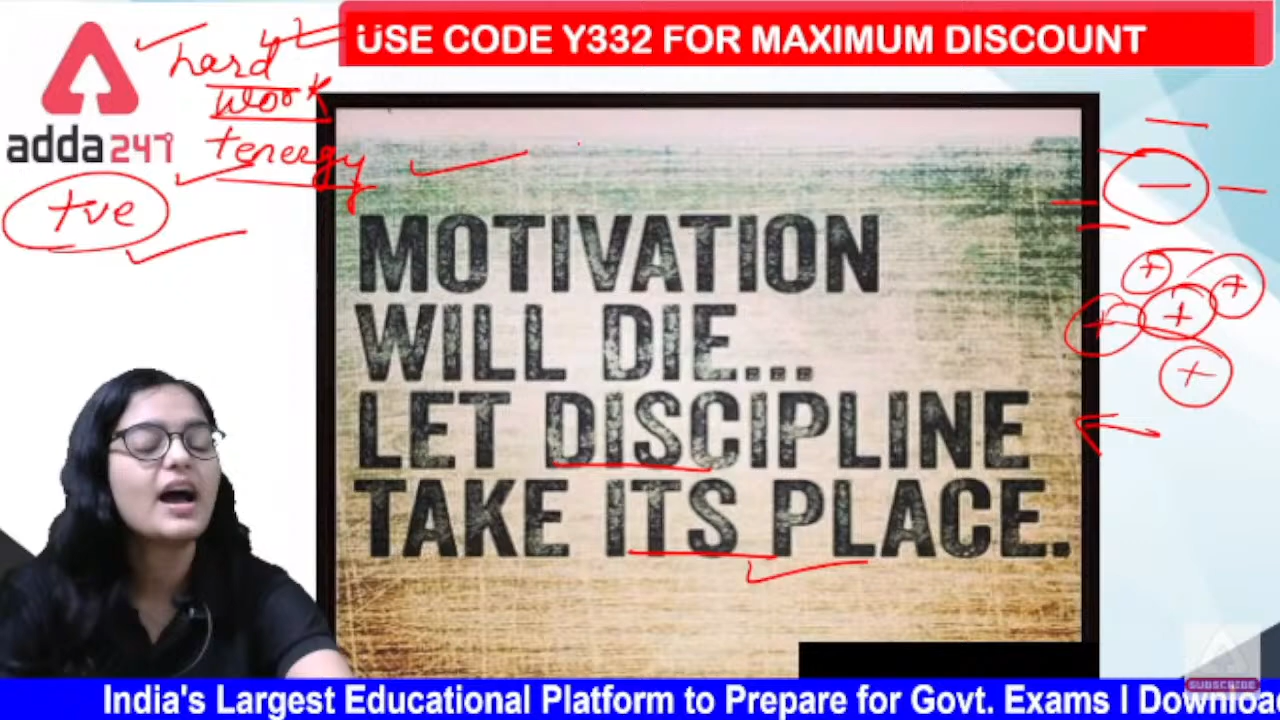 USE CODE Y332 FOR MAXIMUM DISCOUNT
adda247
hard
work
+energy
+ve
MOTIVATION
WILL DIE...
LET DISCIPLINE
TAKE ITS PLACE.
SUBSCRIBE
India's Largest Educational Platform to Prepare for Govt. Exams I Downloa